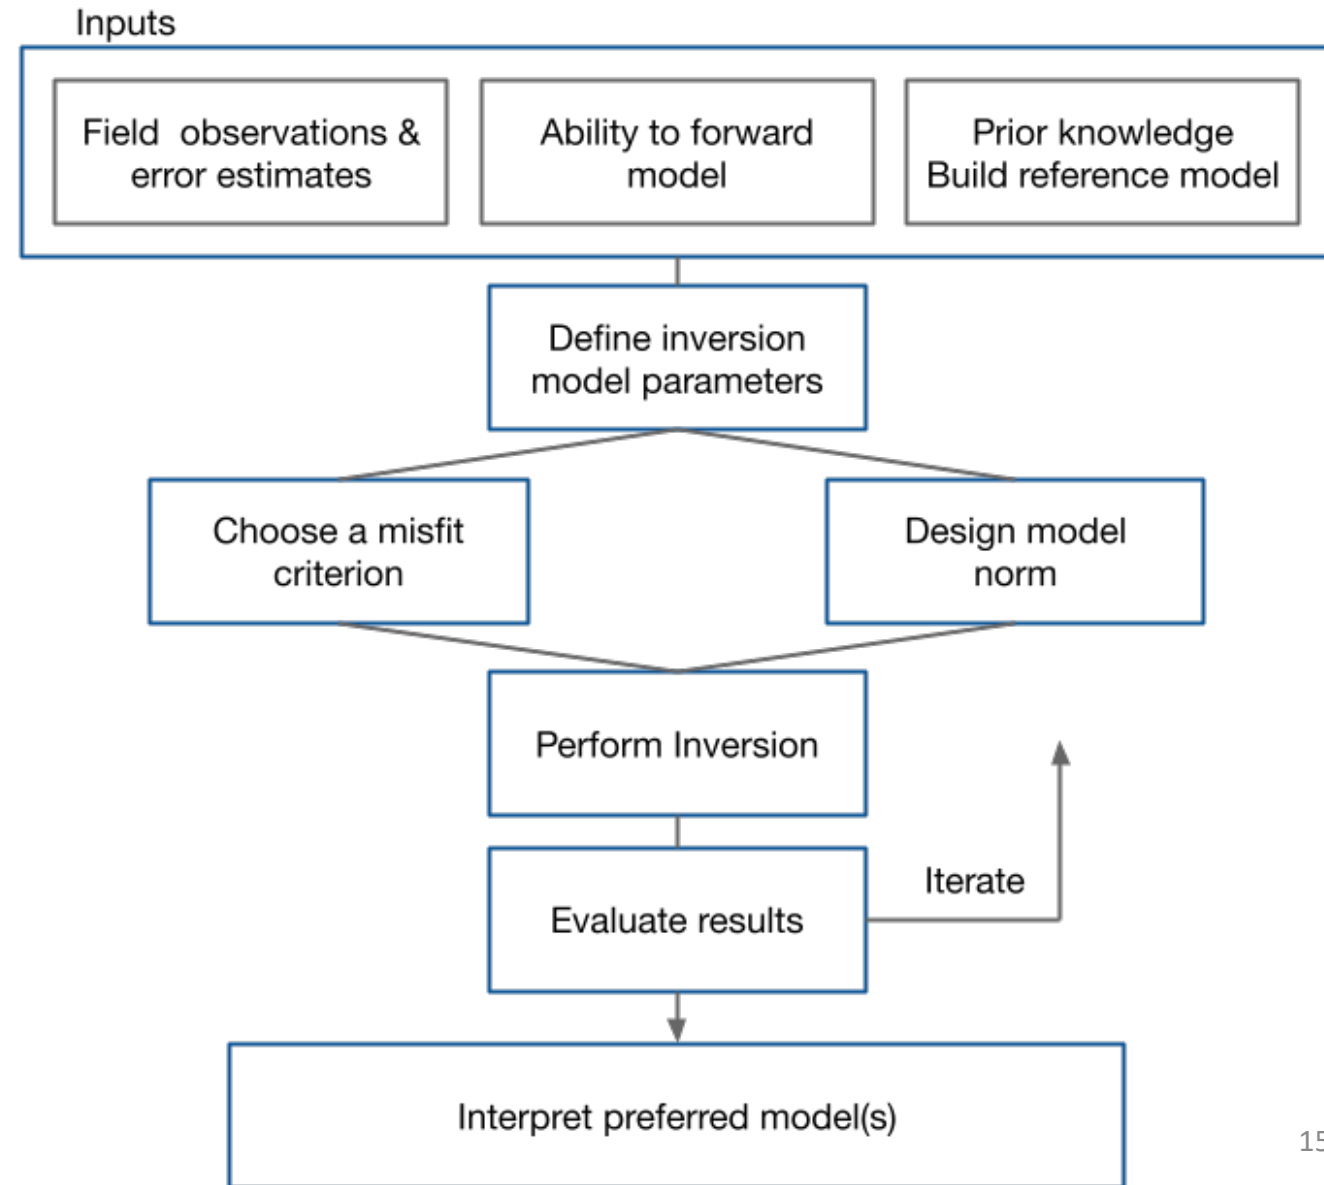 Inputs
Field observations &
error estimates
Ability to forward
model
Prior knowledge
Build reference model
Define inversion
model parameters
Choose a misfit
criterion
Design model
norm
Perform Inversion
Evaluate results
Iterate
Interpret preferred model(s)
15